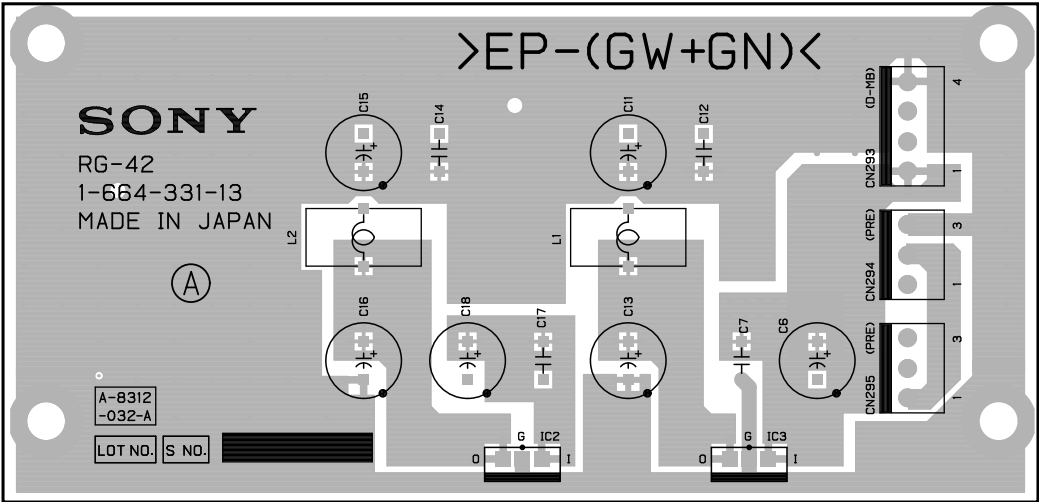 >EP-(GW+GN)<
SONY
RG-42
1-664-331-13
MADE IN JAPAN
A
C15
C14
C11
C12
(D-MB)
4
CN293
1
L2
L1
(PRE)
3
CN294
1
C16
C18
C17
C13
C7
C6
(PRE)
3
CN295
1
A-8312
-032-A
LOT NO.
S NO.
O
G
IC2
I
O
G
IC3
I